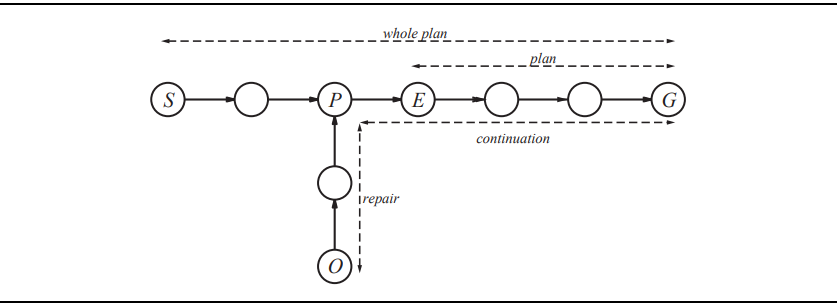 whole plan
plan
S P E G
continuation
repair
O